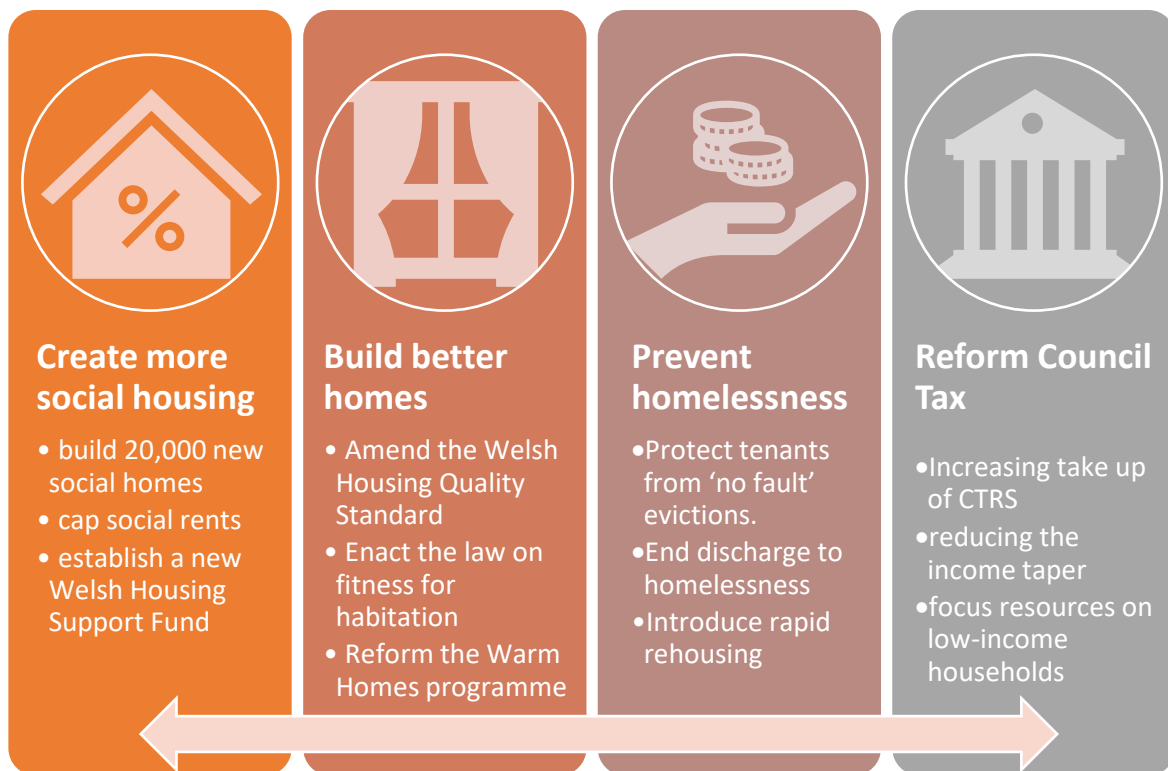 Create more
social housing
• build 20,000 new
social homes
• cap social rents
• establish a new
Welsh Housing
Support Fund
Build better
homes
• Amend the Welsh
Housing Quality
Standard
• Enact the law on
fitness for
habitation
• Reform the Warm
Homes programme
Prevent
homelessness
•Protect tenants
from ‘no fault’
evictions.
•End discharge to
homelessness
•Introduce rapid
rehousing
Reform Council
Tax
•Increasing take up
of CTRS
•reducing the
income taper
•focus resources on
low-income
households